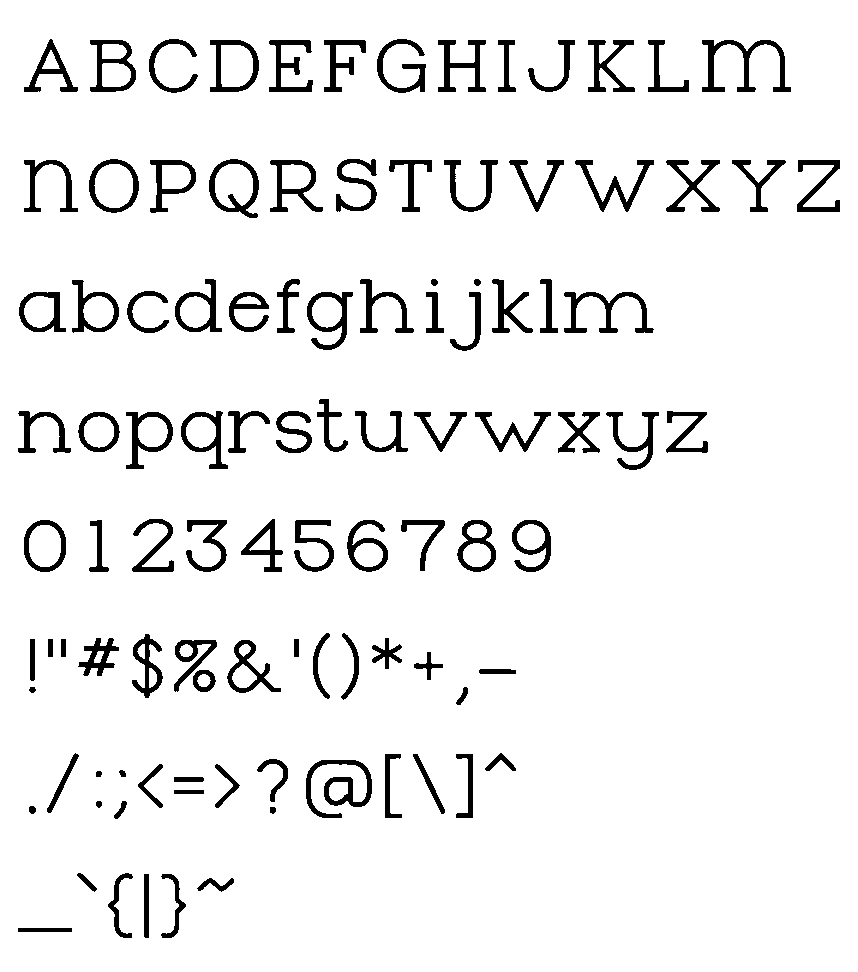 ABCDEFGHIJKLM
NOPQRSTUVWXYZ
abcdefghijklm
nopqrstuvwxyz
0123456789
!"#$%&'()*+,-
./:;<=>?@[\]^
_`{|}~